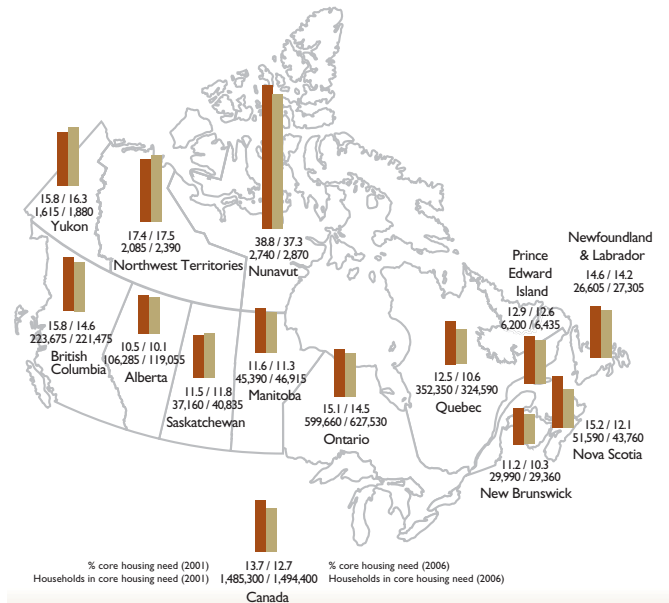 15.8 / 16.3
1,615 / 1,880
Yukon
17.4 / 17.5
2,085 / 2,390
Northwest Territories
38.8 / 37.3
2,740 / 2,870
Nunavut
15.8 / 14.6
223,675 / 221,475
British
Columbia
10.5 / 10.1
106,285 / 119,055
Alberta
11.5 / 11.8
37,160 / 40,835
Saskatchewan
11.6 / 11.3
45,390 / 46,915
Manitoba
15.1 / 14.5
599,660 / 627,530
Ontario
12.5 / 10.6
352,350 / 324,590
Quebec
Prince
Edward
Island
12.9 / 12.6
6,200 / 6,435
Newfoundland
& Labrador
14.6 / 14.2
26,605 / 27,305
15.2 / 12.1
51,590 / 43,760
Nova Scotia
11.2 / 10.3
29,990 / 29,360
New Brunswick
% core housing need (2001) 13.7 / 12.7 % core housing need (2006)
Households in core housing need (2001) 1,485,300 / 1,494,400 Households in core housing need (2006)
Canada